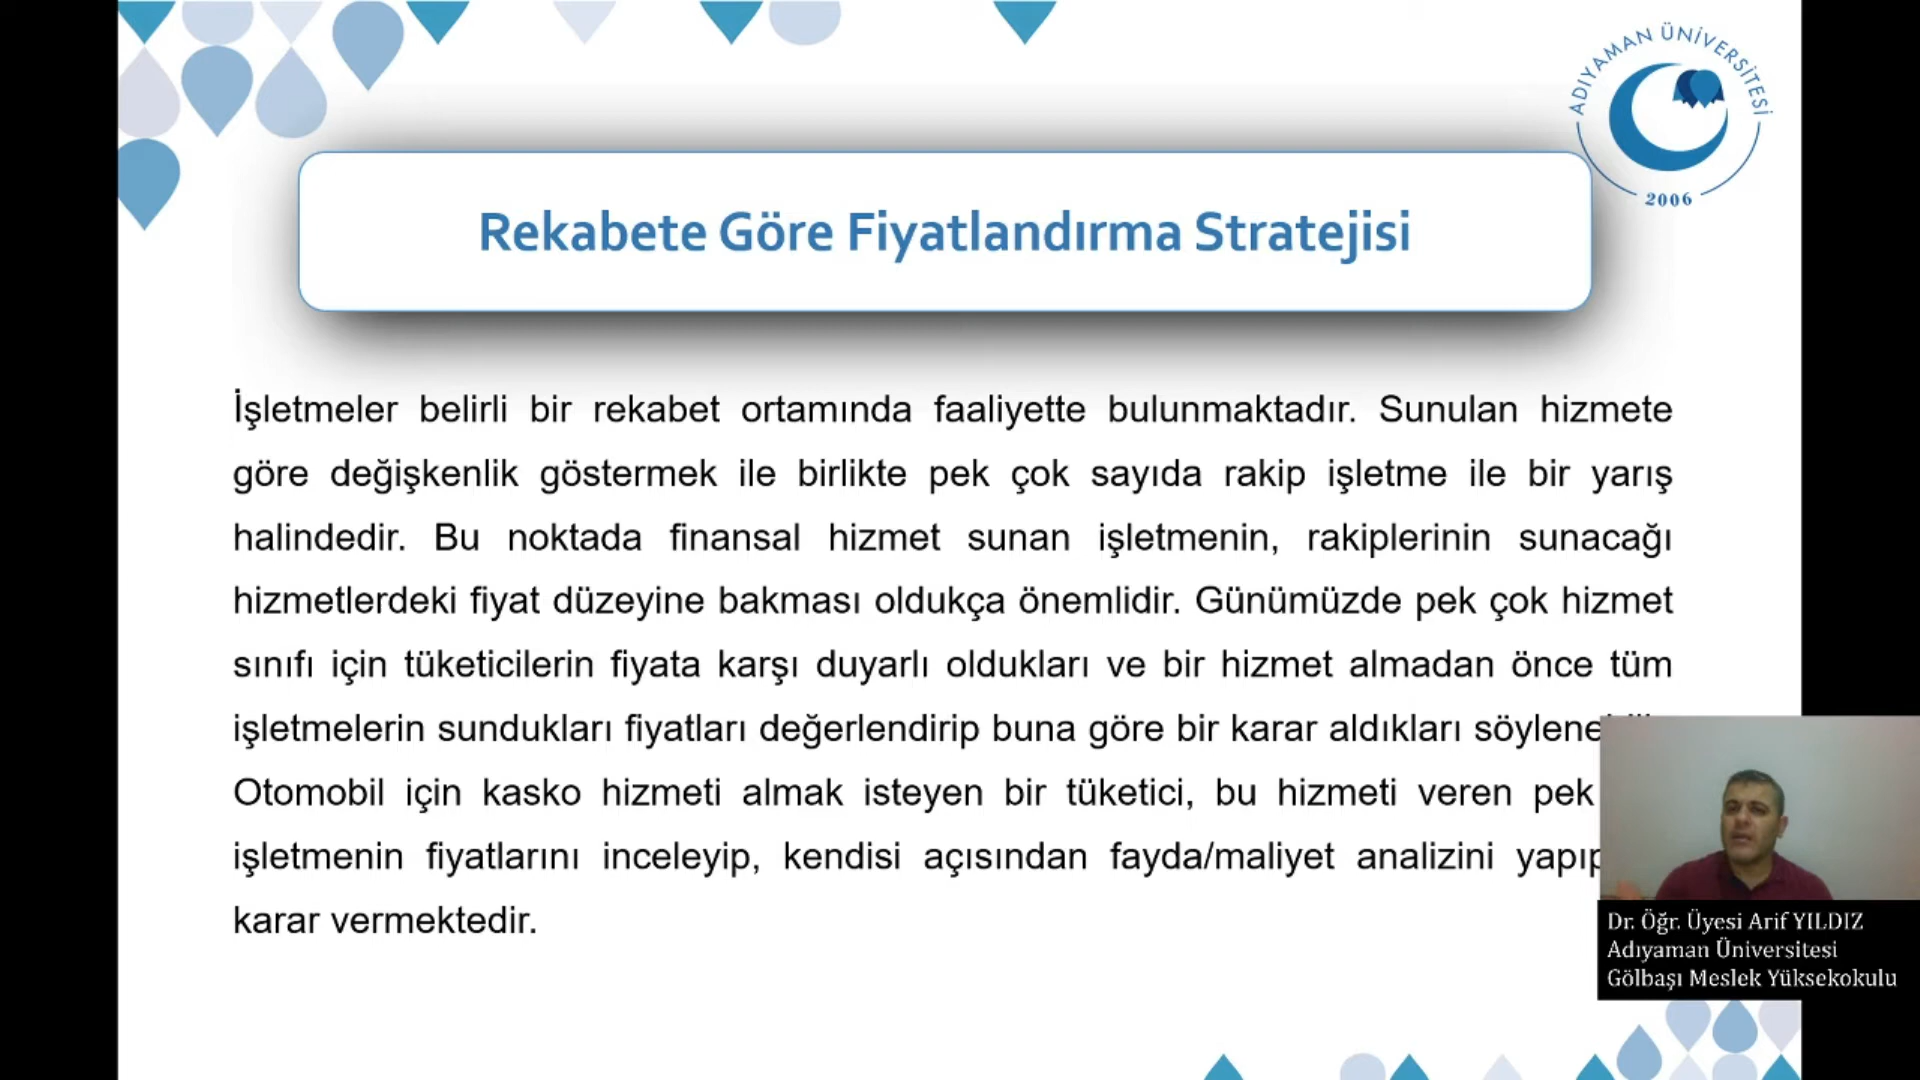 ADIYAMAN ÜNİVERSİTESİ
2006
Rekabete Göre Fiyatlandırma Stratejisi
İşletmeler belirli bir rekabet ortamında faaliyette bulunmaktadır. Sunulan hizmete
göre değişkenlik göstermek ile birlikte pek çok sayıda rakip işletme ile bir yarış
halindedir. Bu noktada finansal hizmet sunan işletmenin, rakiplerinin sunacağı
hizmetlerdeki fiyat düzeyine bakması oldukça önemlidir. Günümüzde pek çok hizmet
sınıfı için tüketicilerin fiyata karşı duyarlı oldukları ve bir hizmet almadan önce tüm
işletmelerin sundukları fiyatları değerlendirip buna göre bir karar aldıkları
Otomobil için kasko hizmeti almak isteyen bir tüketici, bu hizmeti veren pek
işletmenin fiyatlarını inceleyip, kendisi açısından fayda/maliyet analizini
karar vermektedir.
Dr. Öğr. Üyesi Arif YILDIZ
Adıyaman Üniversitesi
Gölbaşı Meslek Yüksekokulu